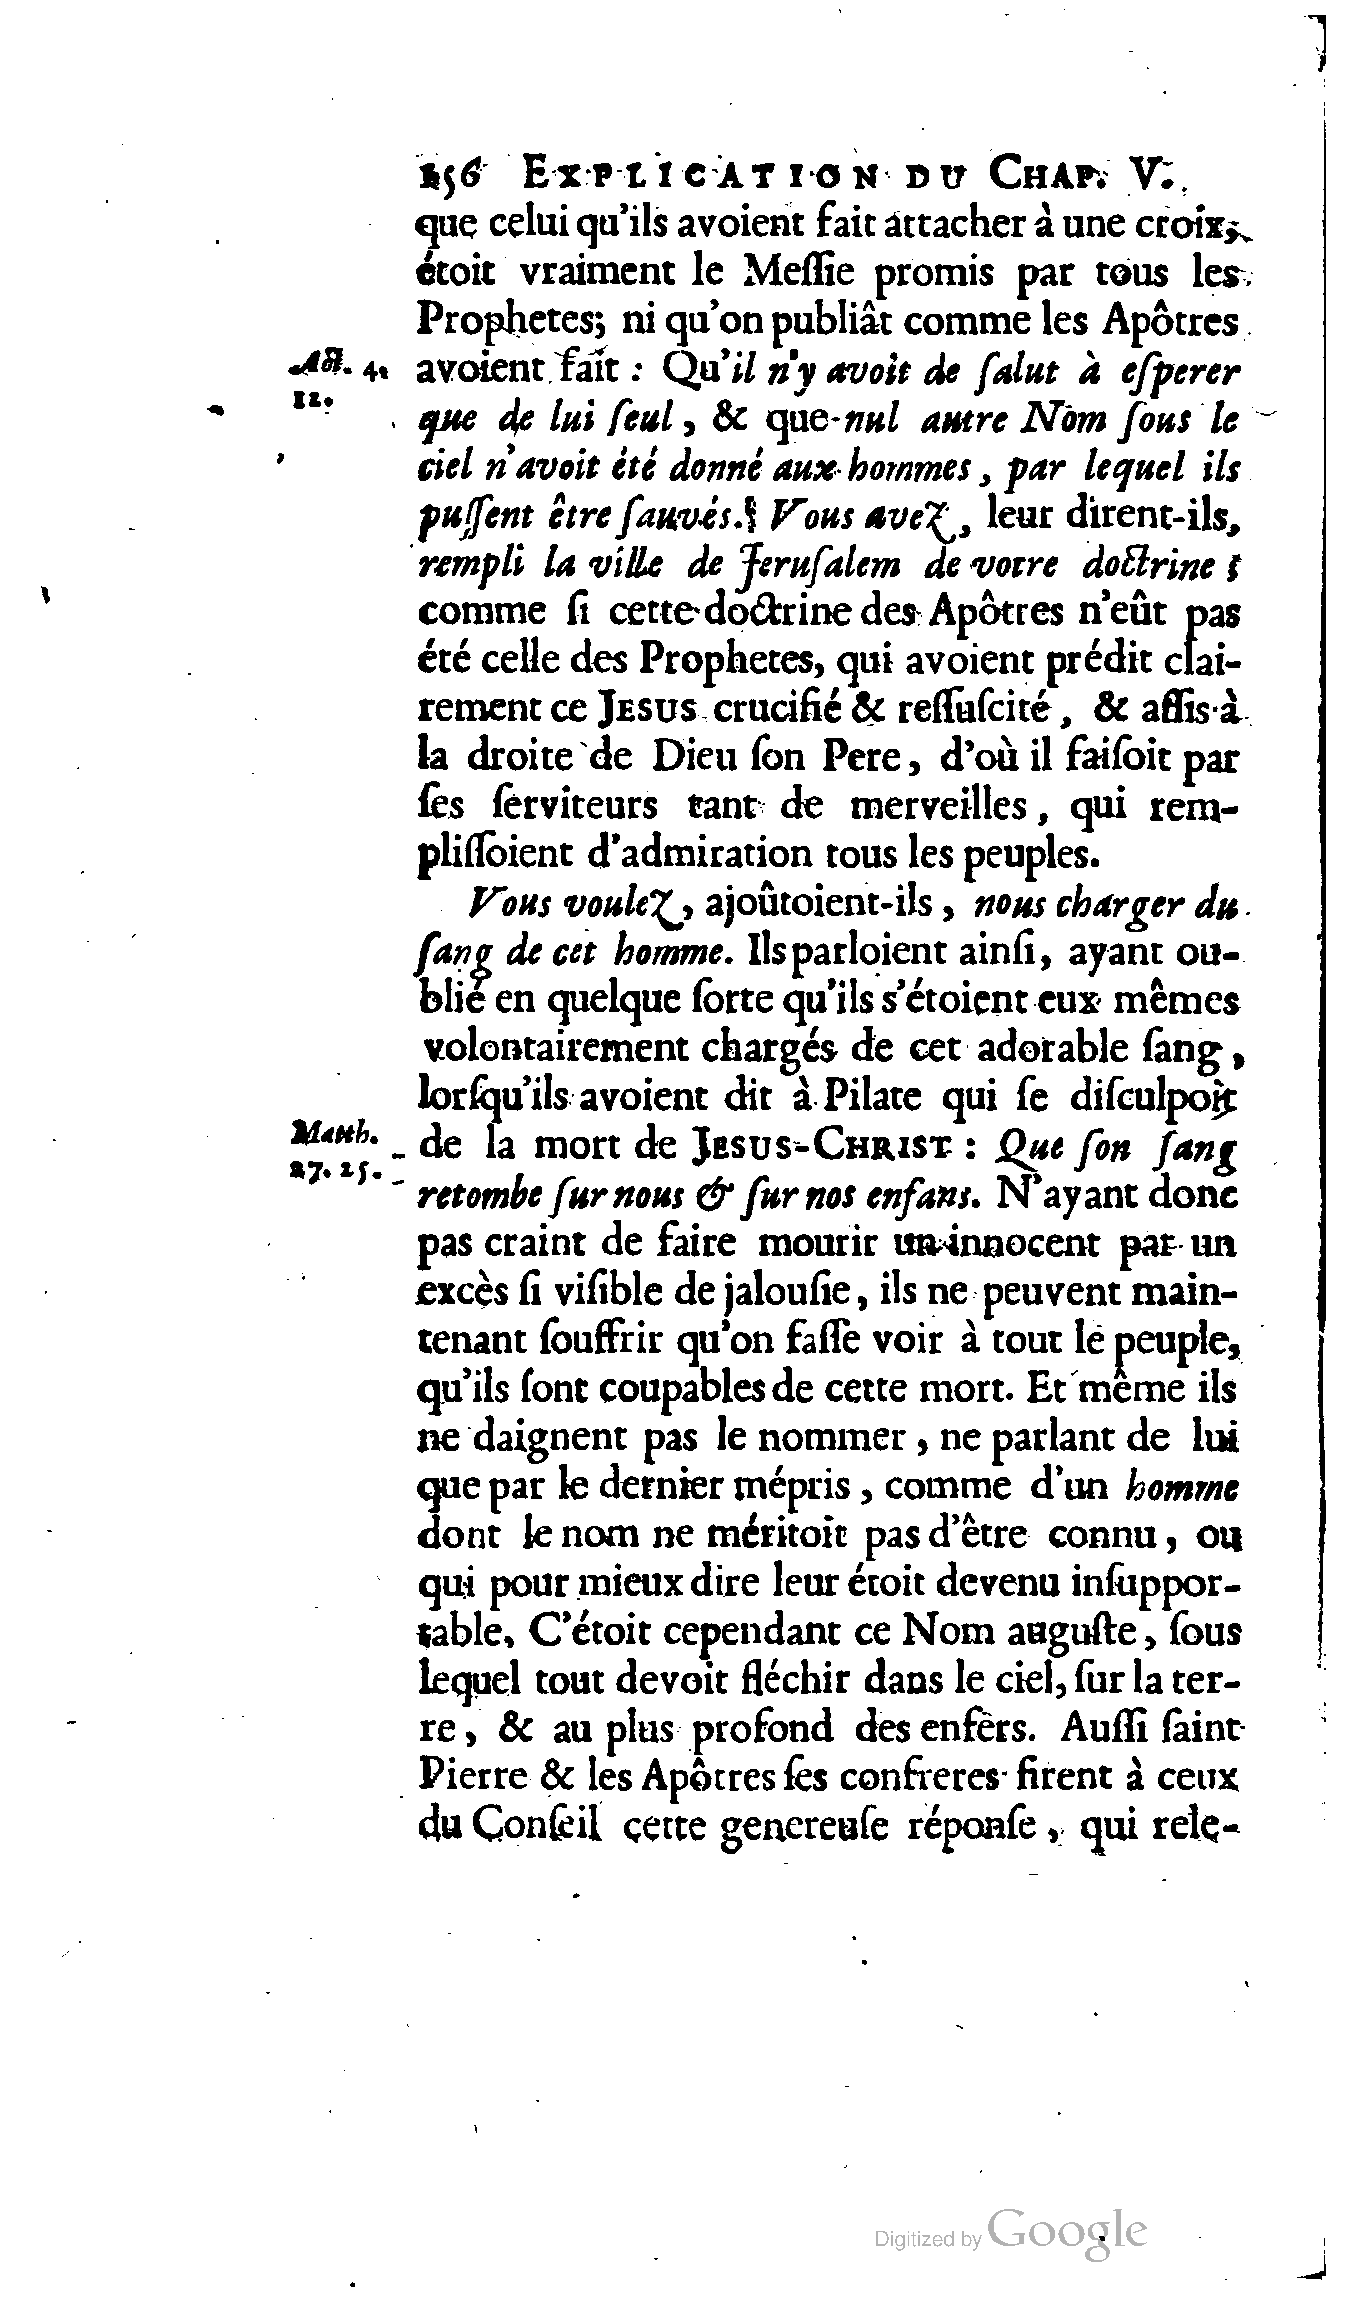 156 EXPLICATION DU CHAP. V.
que celui qu'ils avoient fait attacher à une croix,
étoit vraiment le Meſſie promis par tous les
Prophetes; ni qu'on publiât comme les Apôtres
Act. 4. avoient fait : Qu'il n'y avoit de ſalut à eſperer
12. que de lui ſeul, & que nul autre Nom ſous le
ciel n'avoit été donné aux hommes, par lequel ils
puſſent être ſauvés. Vous avez, leur dirent-ils,
rempli la ville de Jeruſalem de votre doctrine :
comme ſi cette doctrine des Apôtres n'eût pas
été celle des Prophetes, qui avoient prédit clai-
rement ce JESUS crucifié & reſſuſcité, & aſſis à
la droite de Dieu ſon Pere, d'où il faiſoit par
ſes ſerviteurs tant de merveilles, qui rem-
pliſſoient d'admiration tous les peuples.
Vous voulez, ajoûtoient-ils, nous charger du
ſang de cet homme. Ils parloient ainſi, ayant ou-
blié en quelque ſorte qu'ils s'étoient eux mêmes
volontairement chargés de cet adorable ſang,
lorſqu'ils avoient dit à Pilate qui ſe diſculpoit
Matth. de la mort de JESUS-CHRIST : Que ſon ſang
27. 25. retombe ſur nous & ſur nos enfans. N'ayant donc
pas craint de faire mourir un innocent par un
excès ſi viſible de jalouſie, ils ne peuvent main-
tenant ſouffrir qu'on faſſe voir à tout le peuple,
qu'ils ſont coupables de cette mort. Et même ils
ne daignent pas le nommer, ne parlant de lui
que par le dernier mépris, comme d'un homme
dont le nom ne méritoit pas d'être connu, ou
qui pour mieux dire leur étoit devenu inſuppor-
table. C'étoit cependant ce Nom auguſte, ſous
lequel tout devoit fléchir dans le ciel, ſur la ter-
re, & au plus profond des enfers. Auſſi ſaint
Pierre & les Apôtres ſes confreres firent à ceux
du Conſeil cette genereuſe réponſe, qui rele-
Digitized by Google